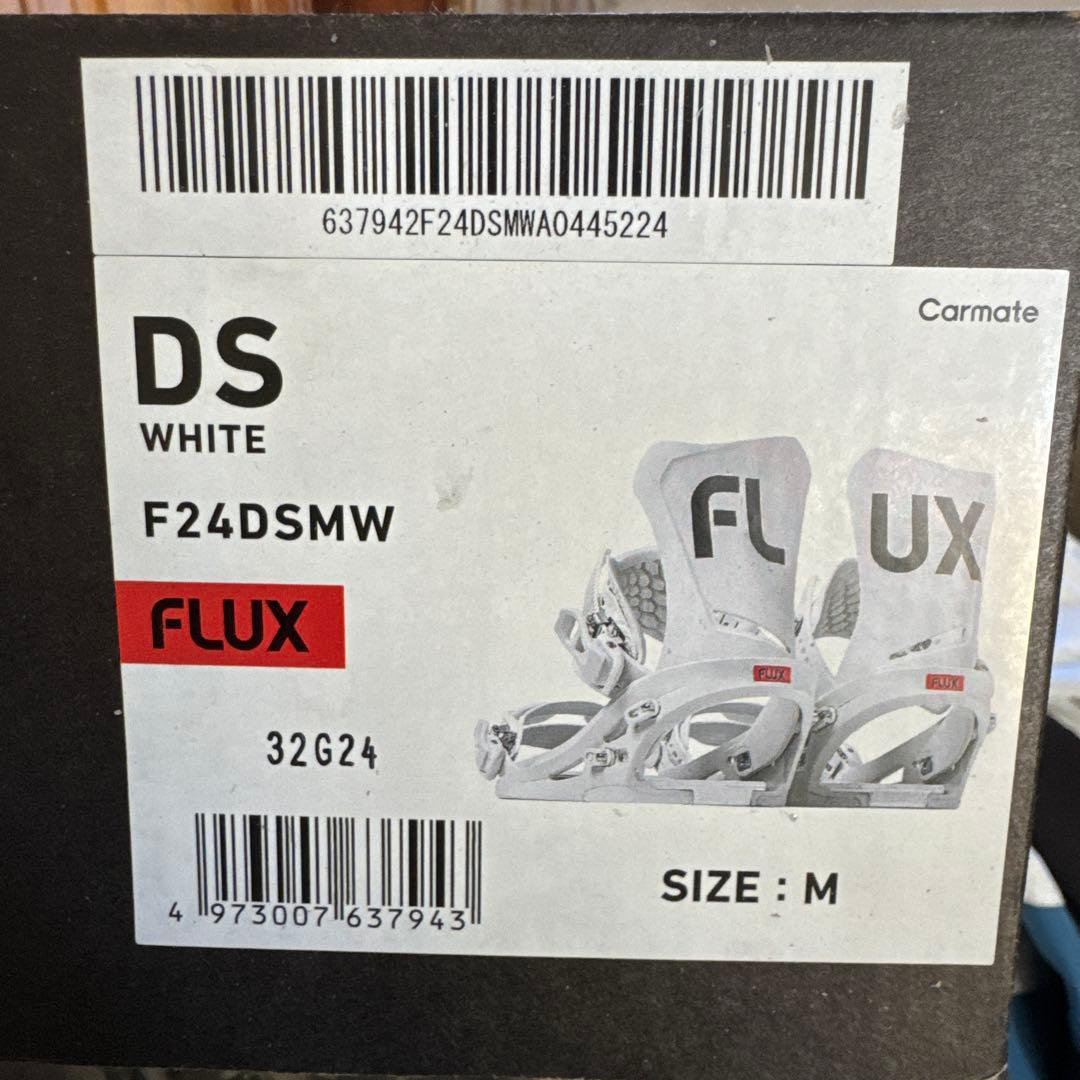 637942F24DSMWA0445224
Carmate
DS
WHITE
F24DSMW
FLUX
FL UX
FLUX FLUX
32G24
4 973007 637943
SIZE : M